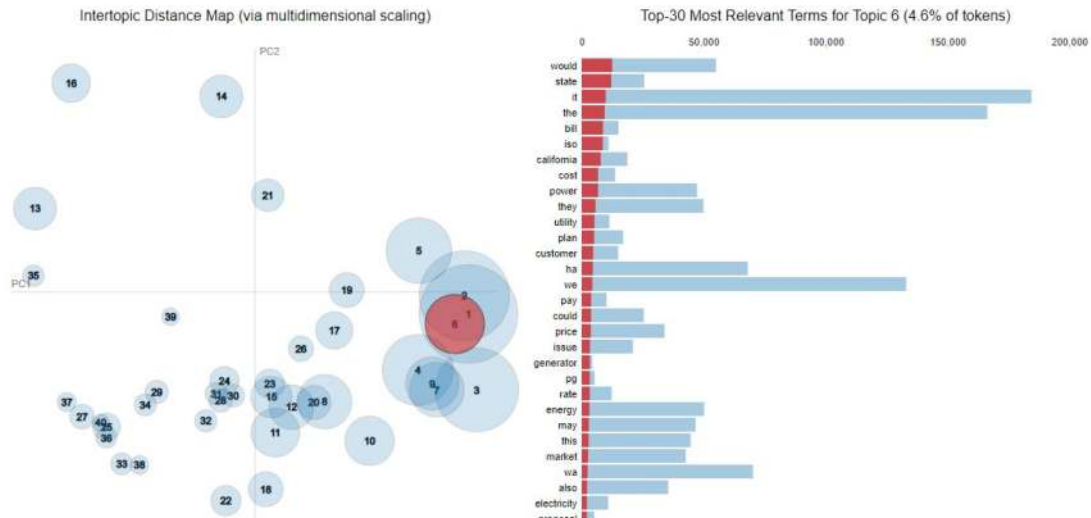 Intertopic Distance Map (via multidimensional scaling)
PC2
PC1
16
14
13
21
5
35
2
1
19
6
39
17
26
4
9
7
3
24
23
29
31
28
30
15
12
20
8
37
34
27
40
25
36
32
11
10
33
38
18
22
Top-30 Most Relevant Terms for Topic 6 (4.6% of tokens)
0 50,000 100,000 150,000 200,000
would
state
it
the
bill
iso
california
cost
power
they
utility
plan
customer
ha
we
pay
could
price
issue
generator
pg
rate
energy
may
this
market
wa
also
electricity